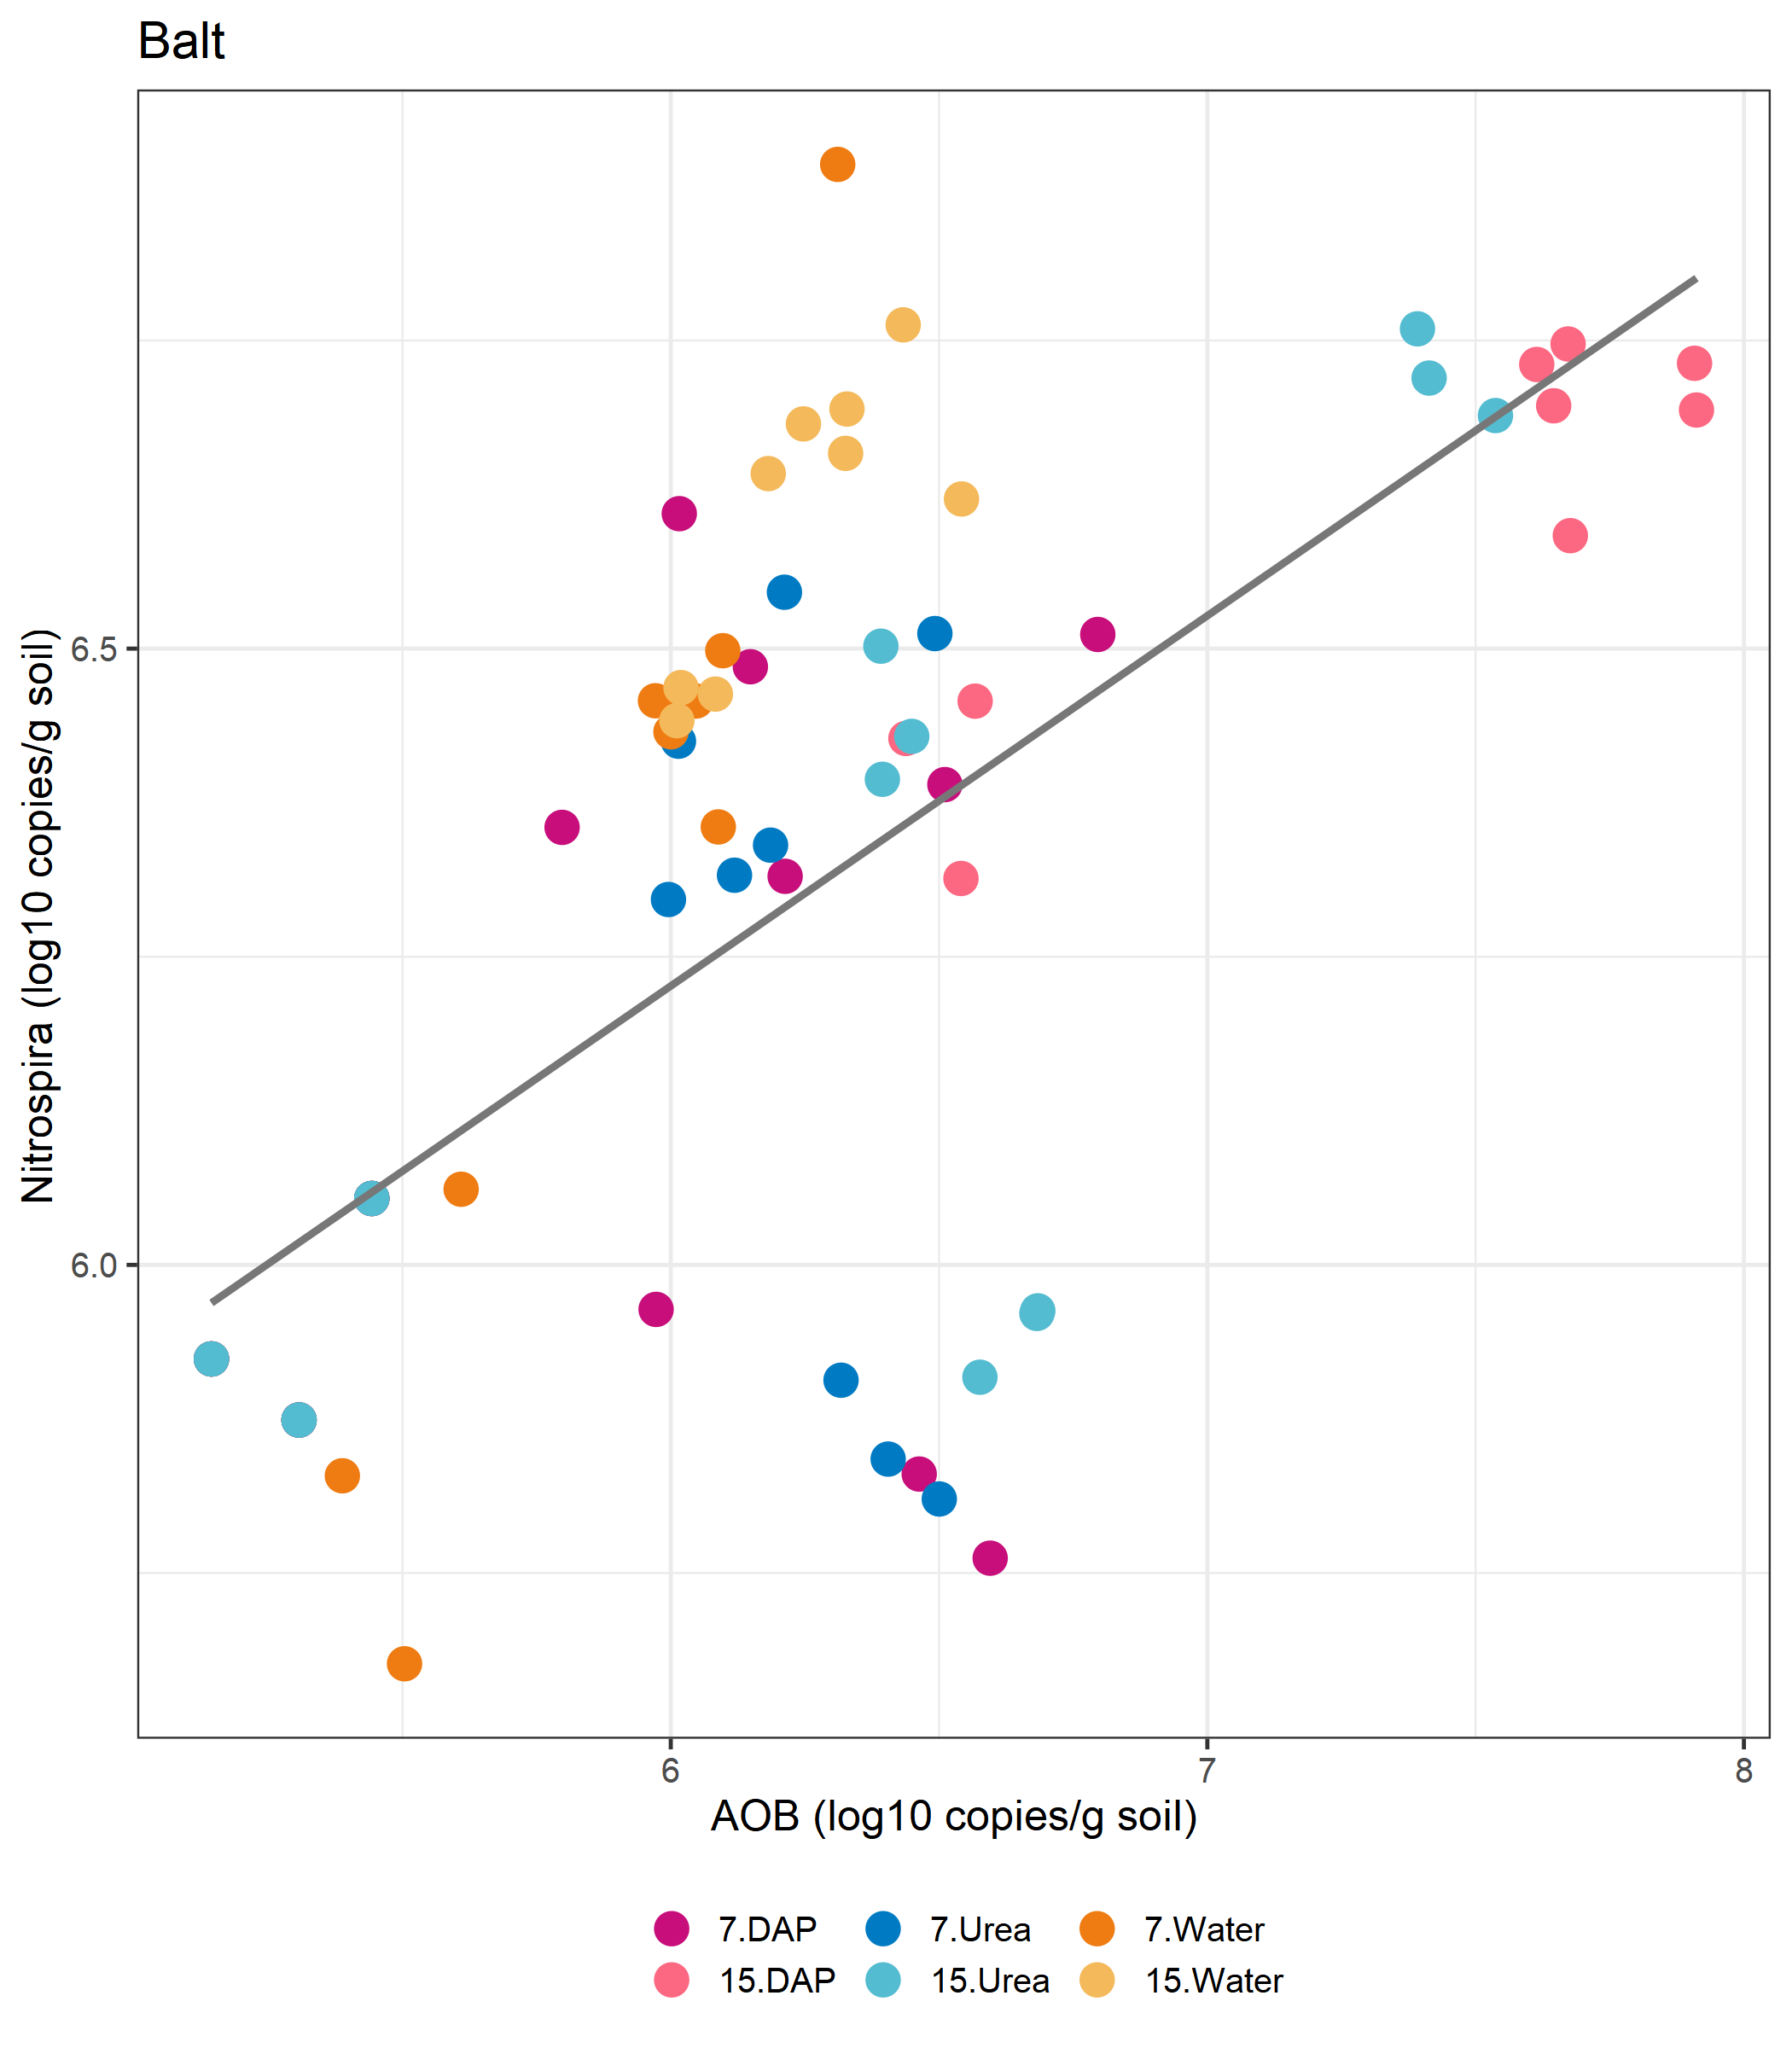 Balt
Nitrospira (log10 copies/g soil)
6.5
6.0
6 7 8
AOB (log10 copies/g soil)
7.DAP 7.Urea 7.Water
15.DAP 15.Urea 15.Water